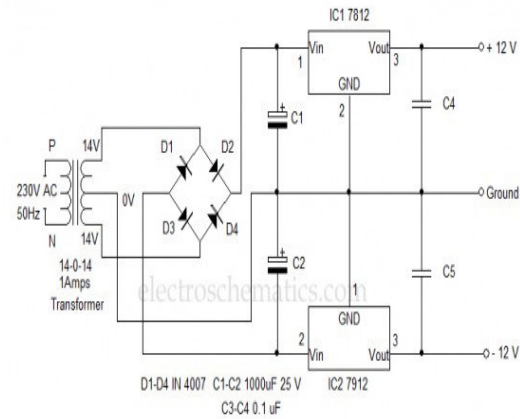 IC1 7812
Vin
Vout
+ 12 V
1
3
GND
2
+
C1
C4
P
14V
D1
D2
230V AC
50Hz
0V
Ground
D3
D4
N
14V
+
C2
C5
14-0-14
1Amps
Transformer
electroschematics.com
1
GND
2
3
Vin
Vout
- 12 V
IC2 7912
D1-D4 IN 4007 C1-C2 1000uF 25 V
C3-C4 0.1 uF